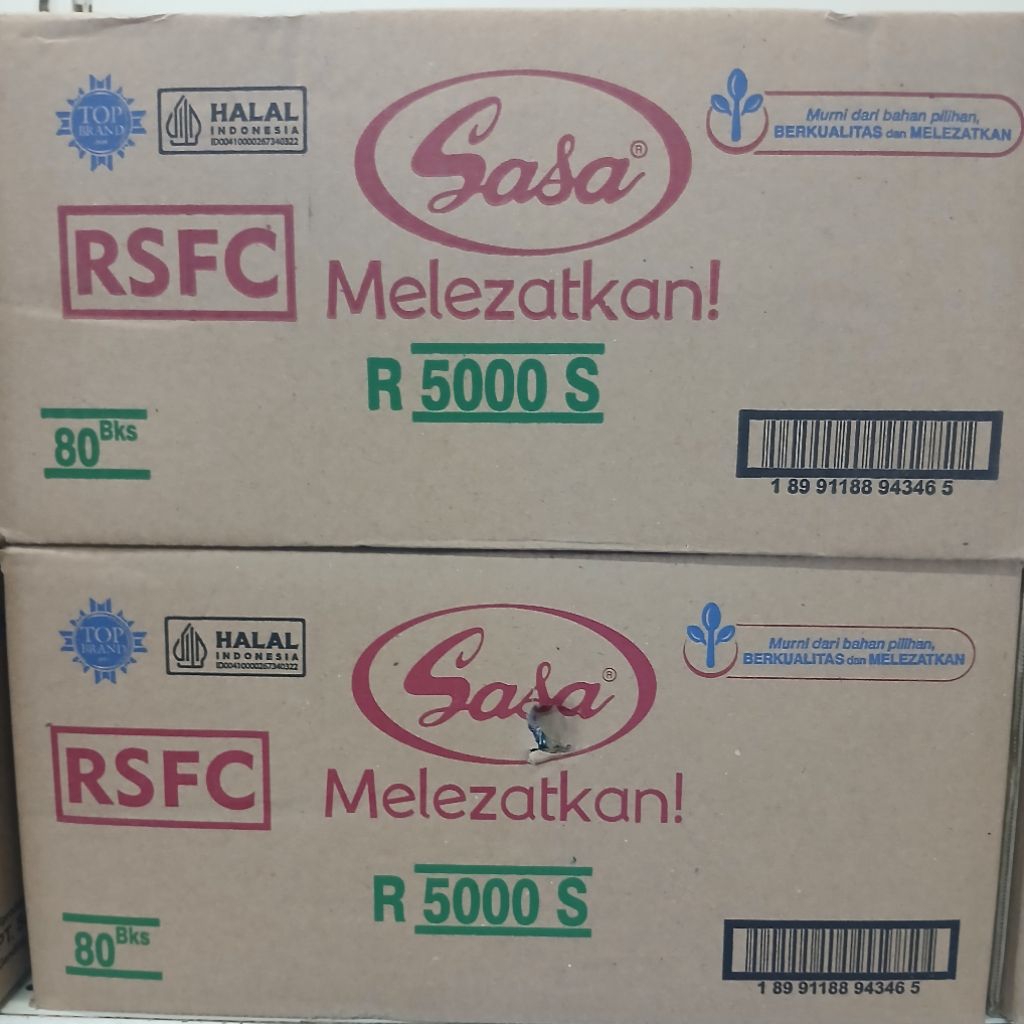 TOP
BRAND
HALAL
INDONESIA
ID00410000267340322
Sasa®
Murni dari bahan pilihan,
BERKUALITAS dan MELEZATKAN
RSFC
Melezatkan!
R 5000 S
80 Bks
1 89 91188 94346 5
TOP
BRAND
HALAL
INDONESIA
ID00410000267340322
Sasa®
Murni dari bahan pilihan,
BERKUALITAS dan MELEZATKAN
RSFC
Melezatkan!
R 5000 S
80 Bks
1 89 91188 94346 5